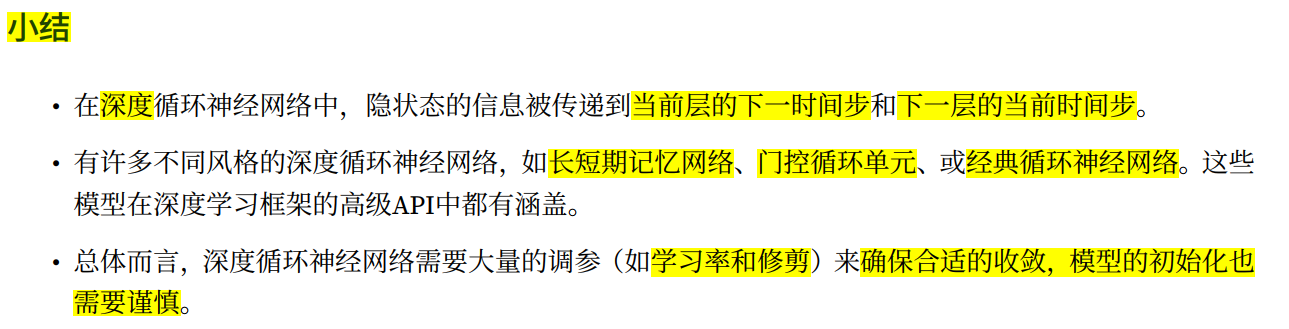 小结
• 在深度循环神经网络中，隐状态的信息被传递到当前层的下一时间步和下一层的当前时间步。
• 有许多不同风格的深度循环神经网络，如长短期记忆网络、门控循环单元、或经典循环神经网络。这些
模型在深度学习框架的高级API中都有涵盖。
• 总体而言，深度循环神经网络需要大量的调参（如学习率和修剪）来确保合适的收敛，模型的初始化也
需要谨慎。